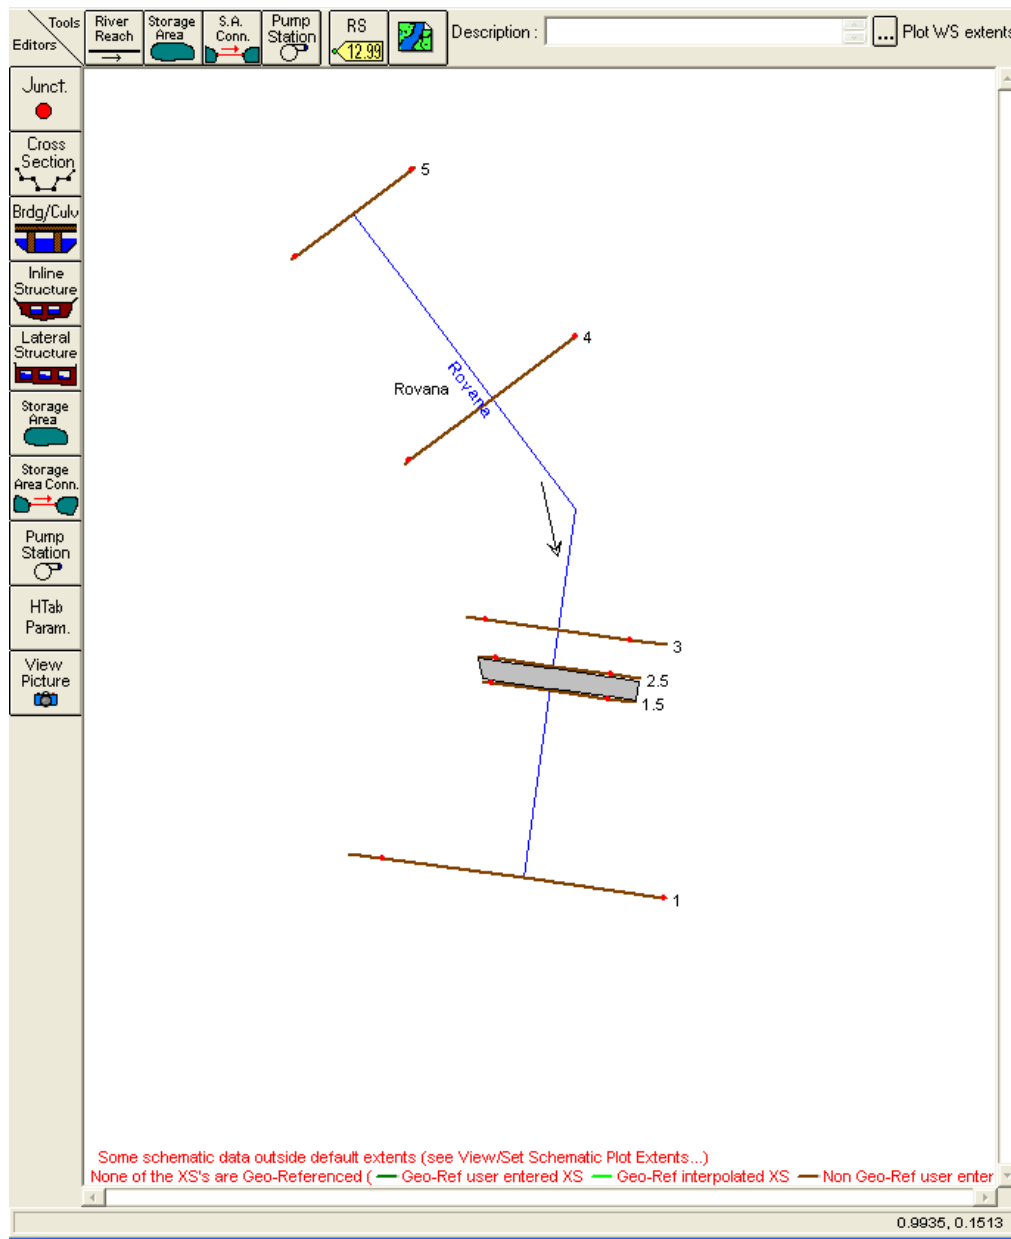 Tools
Editors
River
Reach
Storage
Area
S.A.
Conn.
Pump
Station
RS
12.99
Description :
...
Plot WS extents
Junct.
Cross
Section
Brdg/Culv
Inline
Structure
Lateral
Structure
Storage
Area
Storage
Area Conn.
Pump
Station
HTab
Param.
View
Picture
5
4
Rovana
Rovana
3
2.5
1.5
1
Some schematic data outside default extents (see View/Set Schematic Plot Extents...)
None of the XS's are Geo-Referenced ( Geo-Ref user entered XS Geo-Ref interpolated XS Non Geo-Ref user enter
0.9935, 0.1513